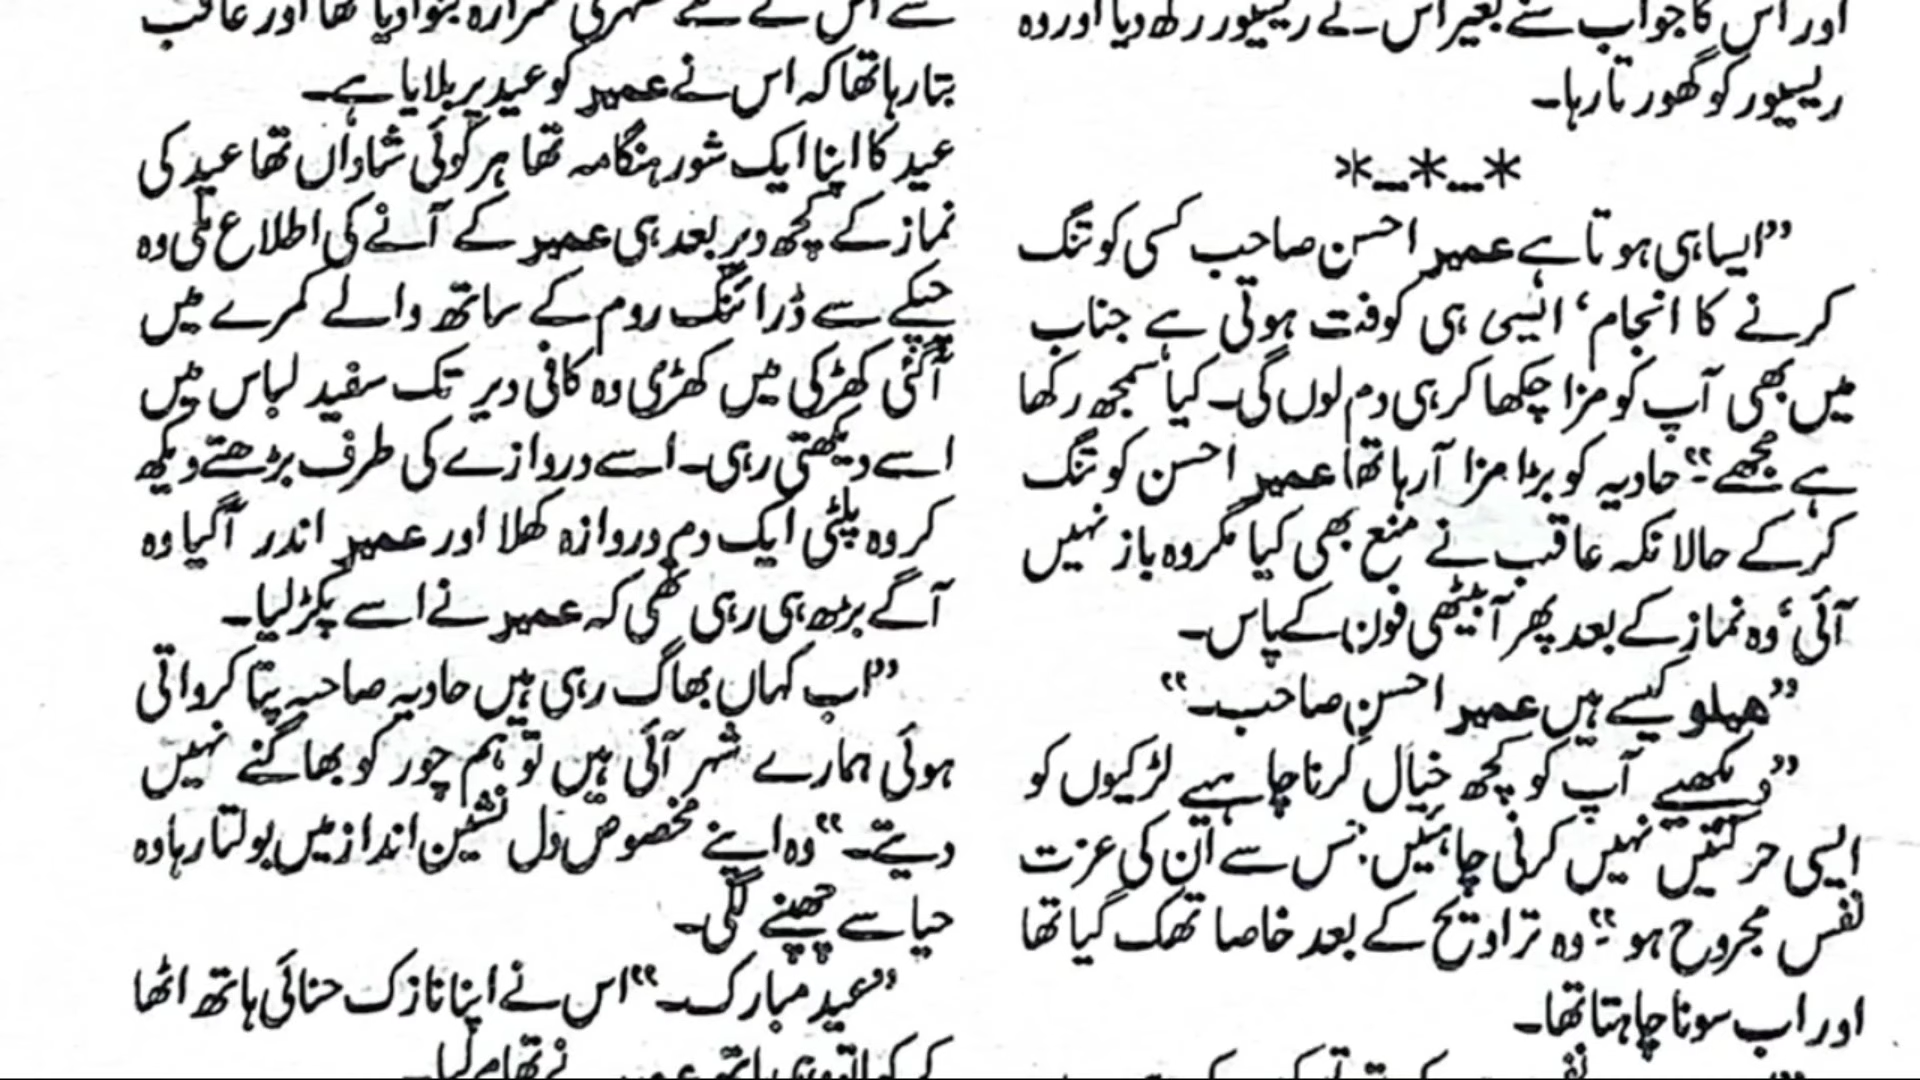 اور اس کا جواب سنے بغیر اس نے ریسیور رکھ دیا اور وہ
ریسیور کو گھورتا رہا۔
*...*...*
”ایسا ہی ہوتا ہے عمیر احسن صاحب کسی کو تنگ
کرنے کا انجام‘ ایسی ہی کوفت ہوتی ہے جناب
میں بھی آپ کو مزا چکھا کر ہی دم لوں گی۔ کیا سمجھ رکھا
ہے مجھے۔“ حادیہ کو بڑا مزا آرہا تھا عمیر احسن کو تنگ
کرکے حالانکہ عاقب نے منع بھی کیا مگر وہ باز نہیں
آئی‘ وہ نماز کے بعد پھر آبیٹھی فون کے پاس۔
”ھیلو کیسے ہیں عمیر احسن صاحب۔“
”دیکھیے آپ کو کچھ خیال کرنا چاہیے لڑکیوں کو
ایسی حرکتیں نہیں کرنی چاہئیں جس سے ان کی عزت
نفس مجروح ہو۔“ وہ تراویح کے بعد خاصا تھک گیا تھا
اور اب سونا چاہتا تھا۔
سے اس کے لئے غرارہ بنوا دیا تھا اور عاقب
بتا رہا تھا کہ اس نے عمیر کو عید پر بلایا ہے۔
عید کا اپنا ایک شور ہنگامہ تھا ہر کوئی شاداں تھا عید کی
نماز کے کچھ دیر بعد ہی عمیر کے آنے کی اطلاع ملی وہ
چپکے سے ڈرائنگ روم کے ساتھ والے کمرے میں
آگئی کھڑکی میں کھڑی وہ کافی دیر تک سفید لباس میں
اسے دیکھتی رہی۔ اسے دروازے کی طرف بڑھتے دیکھ
کر وہ پلٹی ایک دم دروازہ کھلا اور عمیر اندر آگیا وہ
آگے بڑھ ہی رہی تھی کہ عمیر نے اسے پکڑ لیا۔
”اب کہاں بھاگ رہی ہیں حادیہ صاحبہ پتا کرواتی
ہوئی ہمارے شہر آئی ہیں تو ہم چور کو بھاگنے نہیں
دیتے۔“ وہ اپنے مخصوص دل نشین انداز میں بولتا رہا وہ
حیا سے چھپنے لگی۔
”عید مبارک۔“ اس نے اپنا نازک حنائی ہاتھ اٹھا